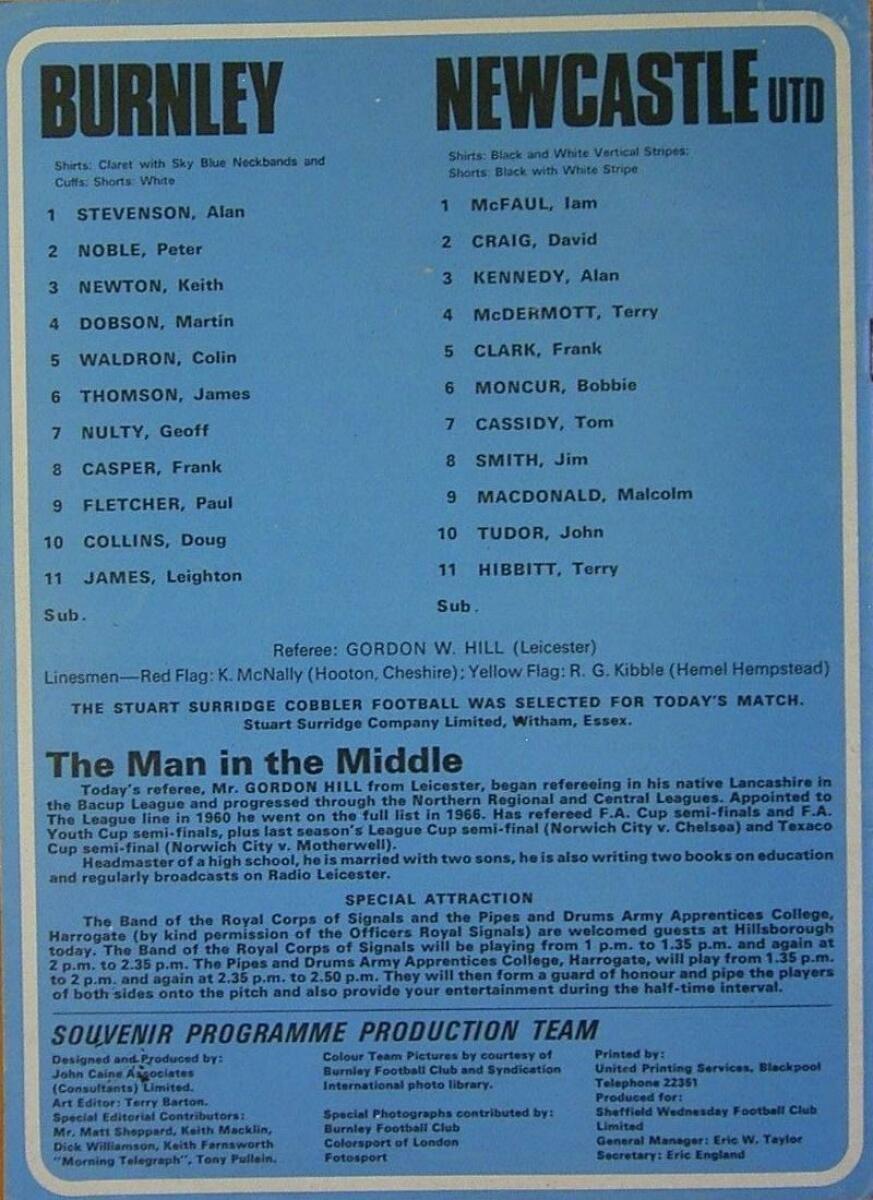 BURNLEY
Shirts: Claret with Sky Blue Neckbands and
Cuffs: Shorts: White
1 STEVENSON, Alan
2 NOBLE, Peter
3 NEWTON, Keith
4 DOBSON, Martin
5 WALDRON, Colin
6 THOMSON, James
7 NULTY, Geoff
8 CASPER, Frank
9 FLETCHER, Paul
10 COLLINS, Doug
11 JAMES, Leighton
Sub.
NEWCASTLE UTD
Shirts: Black and White Vertical Stripes:
Shorts: Black with White Stripe
1 McFAUL, Iam
2 CRAIG, David
3 KENNEDY, Alan
4 McDERMOTT, Terry
5 CLARK, Frank
6 MONCUR, Bobbie
7 CASSIDY, Tom
8 SMITH, Jim
9 MACDONALD, Malcolm
10 TUDOR, John
11 HIBBITT, Terry
Sub.
Referee: GORDON W. HILL (Leicester)
Linesmen—Red Flag: K. McNally (Hooton, Cheshire); Yellow Flag: R. G. Kibble (Hemel Hempstead)
THE STUART SURRIDGE COBBLER FOOTBALL WAS SELECTED FOR TODAY'S MATCH.
Stuart Surridge Company Limited, Witham, Essex.
The Man in the Middle
Today's referee, Mr. GORDON HILL from Leicester, began refereeing in his native Lancashire in
the Bacup League and progressed through the Northern Regional and Central Leagues. Appointed to
The League line in 1960 he went on the full list in 1966. Has refereed F.A. Cup semi-finals and F.A.
Youth Cup semi-finals, plus last season's League Cup semi-final (Norwich City v. Chelsea) and Texaco
Cup semi-final (Norwich City v. Motherwell).
Headmaster of a high school, he is married with two sons, he is also writing two books on education
and regularly broadcasts on Radio Leicester.
SPECIAL ATTRACTION
The Band of the Royal Corps of Signals and the Pipes and Drums Army Apprentices College,
Harrogate (by kind permission of the Officers Royal Signals) are welcomed guests at Hillsborough
today. The Band of the Royal Corps of Signals will be playing from 1 p.m. to 1.35 p.m. and again at
2 p.m. to 2.35 p.m. The Pipes and Drums Army Apprentices College, Harrogate, will play from 1.35 p.m.
to 2 p.m. and again at 2.35 p.m. to 2.50 p.m. They will then form a guard of honour and pipe the players
of both sides onto the pitch and also provide your entertainment during the half-time interval.
SOUVENIR PROGRAMME PRODUCTION TEAM
Designed and Produced by:
John Caine Associates
(Consultants) Limited.
Art Editor: Terry Barton.
Special Editorial Contributors:
Mr. Matt Sheppard, Keith Macklin,
Dick Williamson, Keith Farnsworth
"Morning Telegraph", Tony Pullein.
Colour Team Pictures by courtesy of
Burnley Football Club and Syndication
International photo library.
Special Photographs contributed by:
Burnley Football Club
Colorsport of London
Fotosport
Printed by:
United Printing Services, Blackpool
Telephone 22351
Produced for:
Sheffield Wednesday Football Club
Limited
General Manager: Eric W. Taylor
Secretary: Eric England